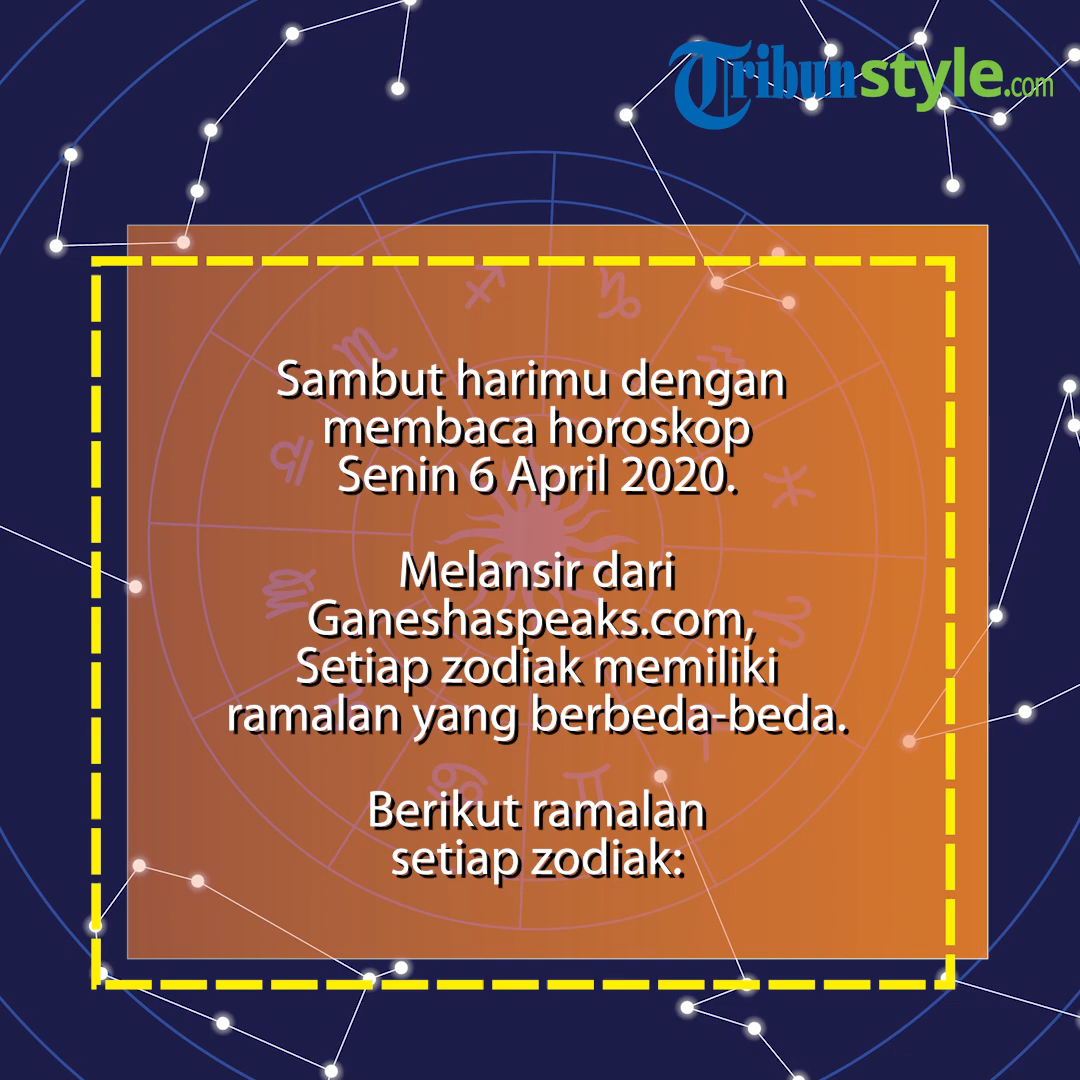 Tribunstyle.com
Sambut harimu dengan
membaca horoskop
Senin 6 April 2020.
Melansir dari
Ganeshaspeaks.com,
Setiap zodiak memiliki
ramalan yang berbeda-beda.
Berikut ramalan
setiap zodiak: